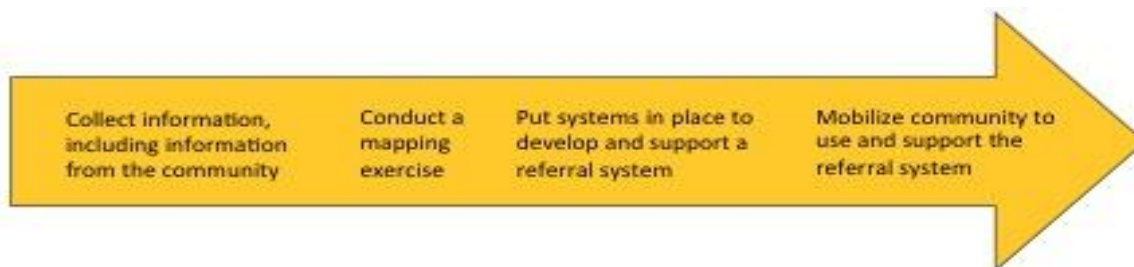 Collect information,
including information
from the community
Conduct a
mapping
exercise
Put systems in place to
develop and support a
referral system
Mobilize community to
use and support the
referral system